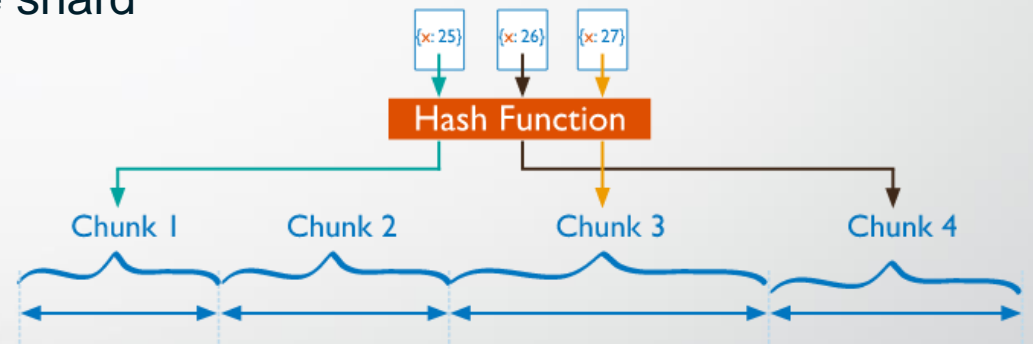 shard
{x: 25} {x: 26} {x: 27}
Hash Function
Chunk 1 Chunk 2 Chunk 3 Chunk 4